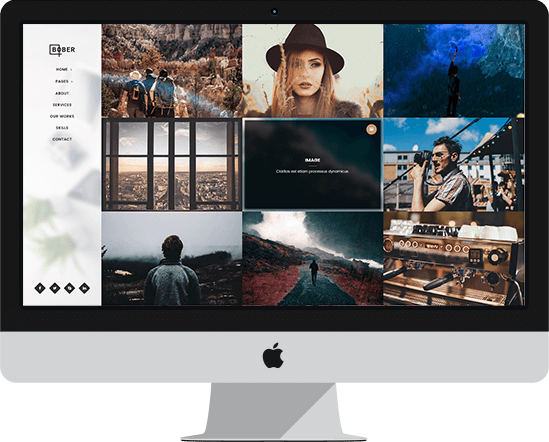 BOBER
HOME
PAGES
ABOUT
SERVICES
OUR WORKS
SKILLS
CONTACT
IMAGE
Claritas est etiam processus dynamicus.